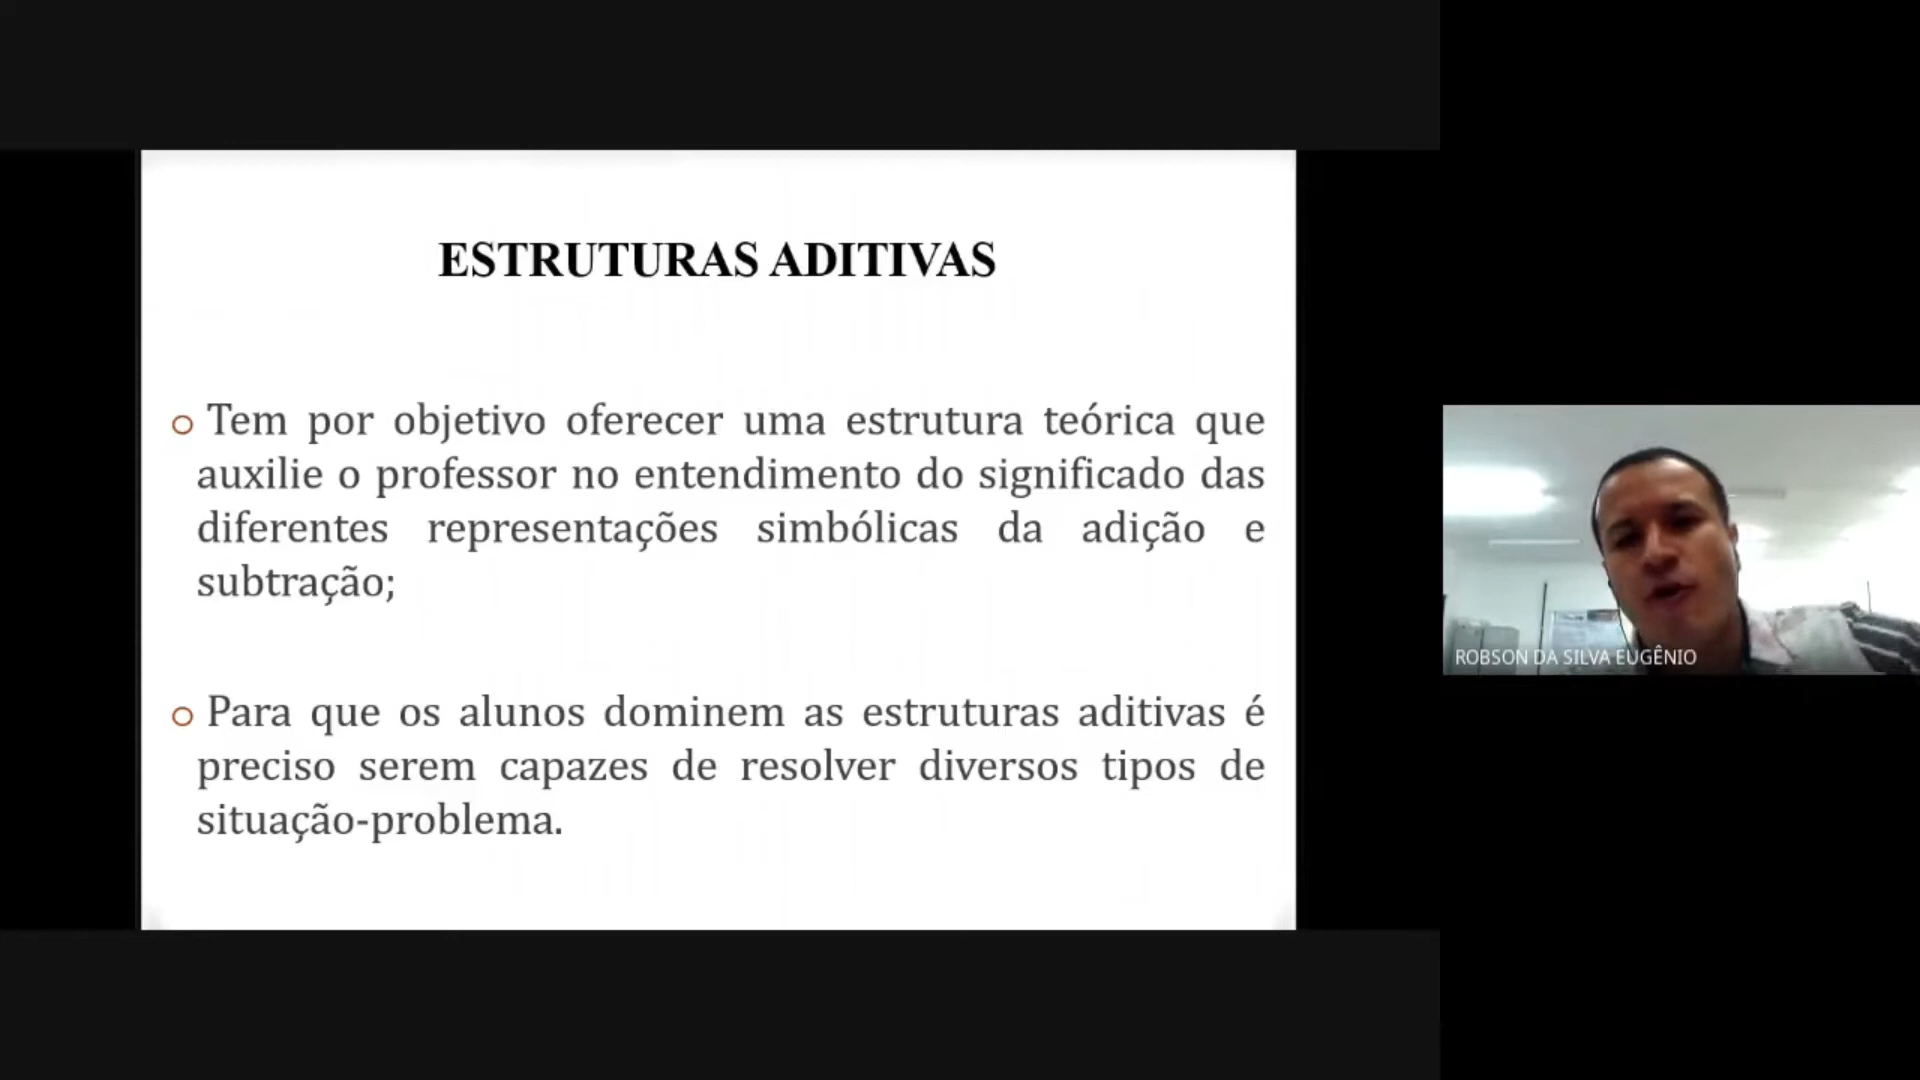 ESTRUTURAS ADITIVAS
Tem por objetivo oferecer uma estrutura teórica que
auxilie o professor no entendimento do significado das
diferentes representações simbólicas da adição e
subtração;
Para que os alunos dominem as estruturas aditivas é
preciso serem capazes de resolver diversos tipos de
situação-problema.
ROBSON DA SILVA EUGÊNIO